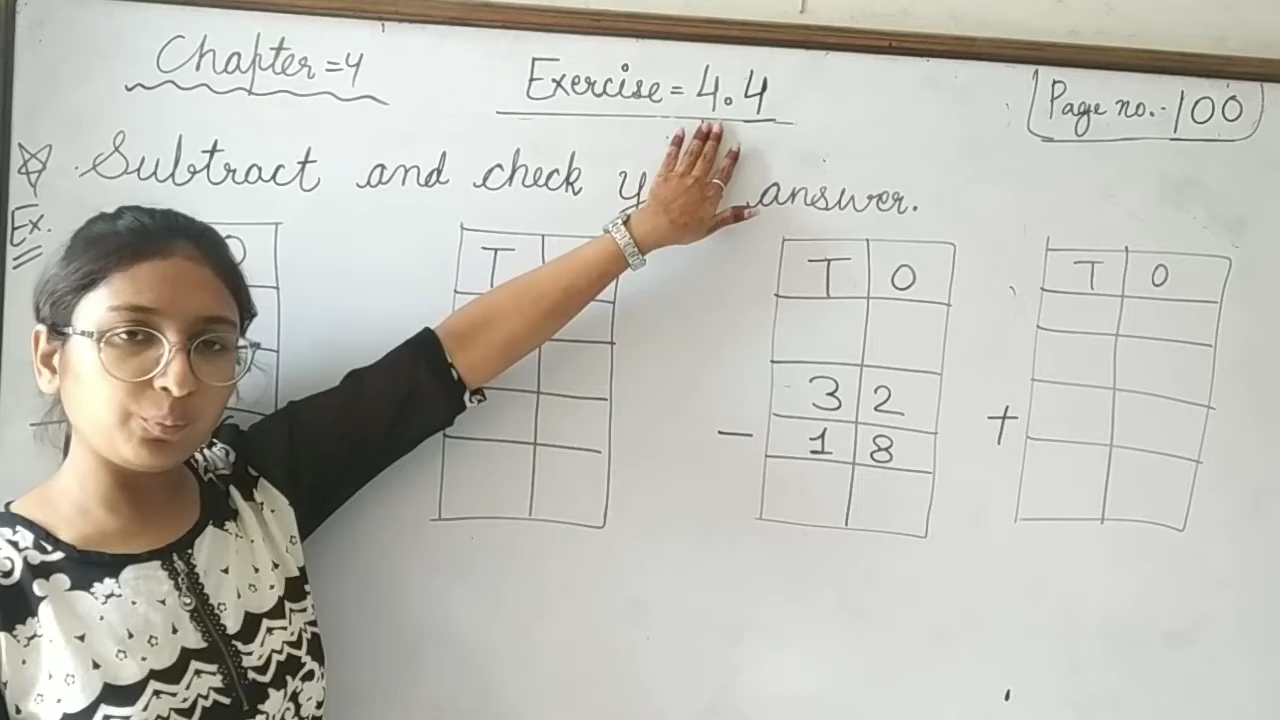 Chapter = 4
Exercise = 4.4
Page no.- 100
Subtract and check y answer.
Ex.
O
T
T O
T O
3 2
- 1 8
+